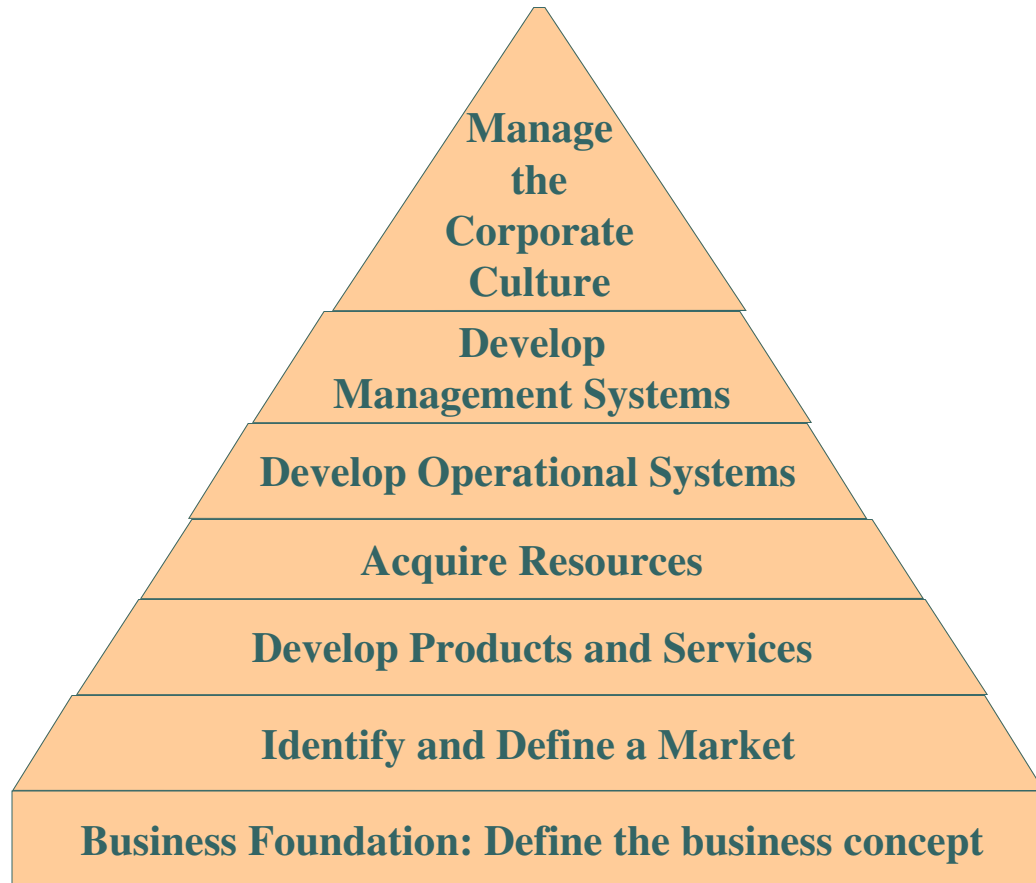 Manage
the
Corporate
Culture
Develop
Management Systems
Develop Operational Systems
Acquire Resources
Develop Products and Services
Identify and Define a Market
Business Foundation: Define the business concept